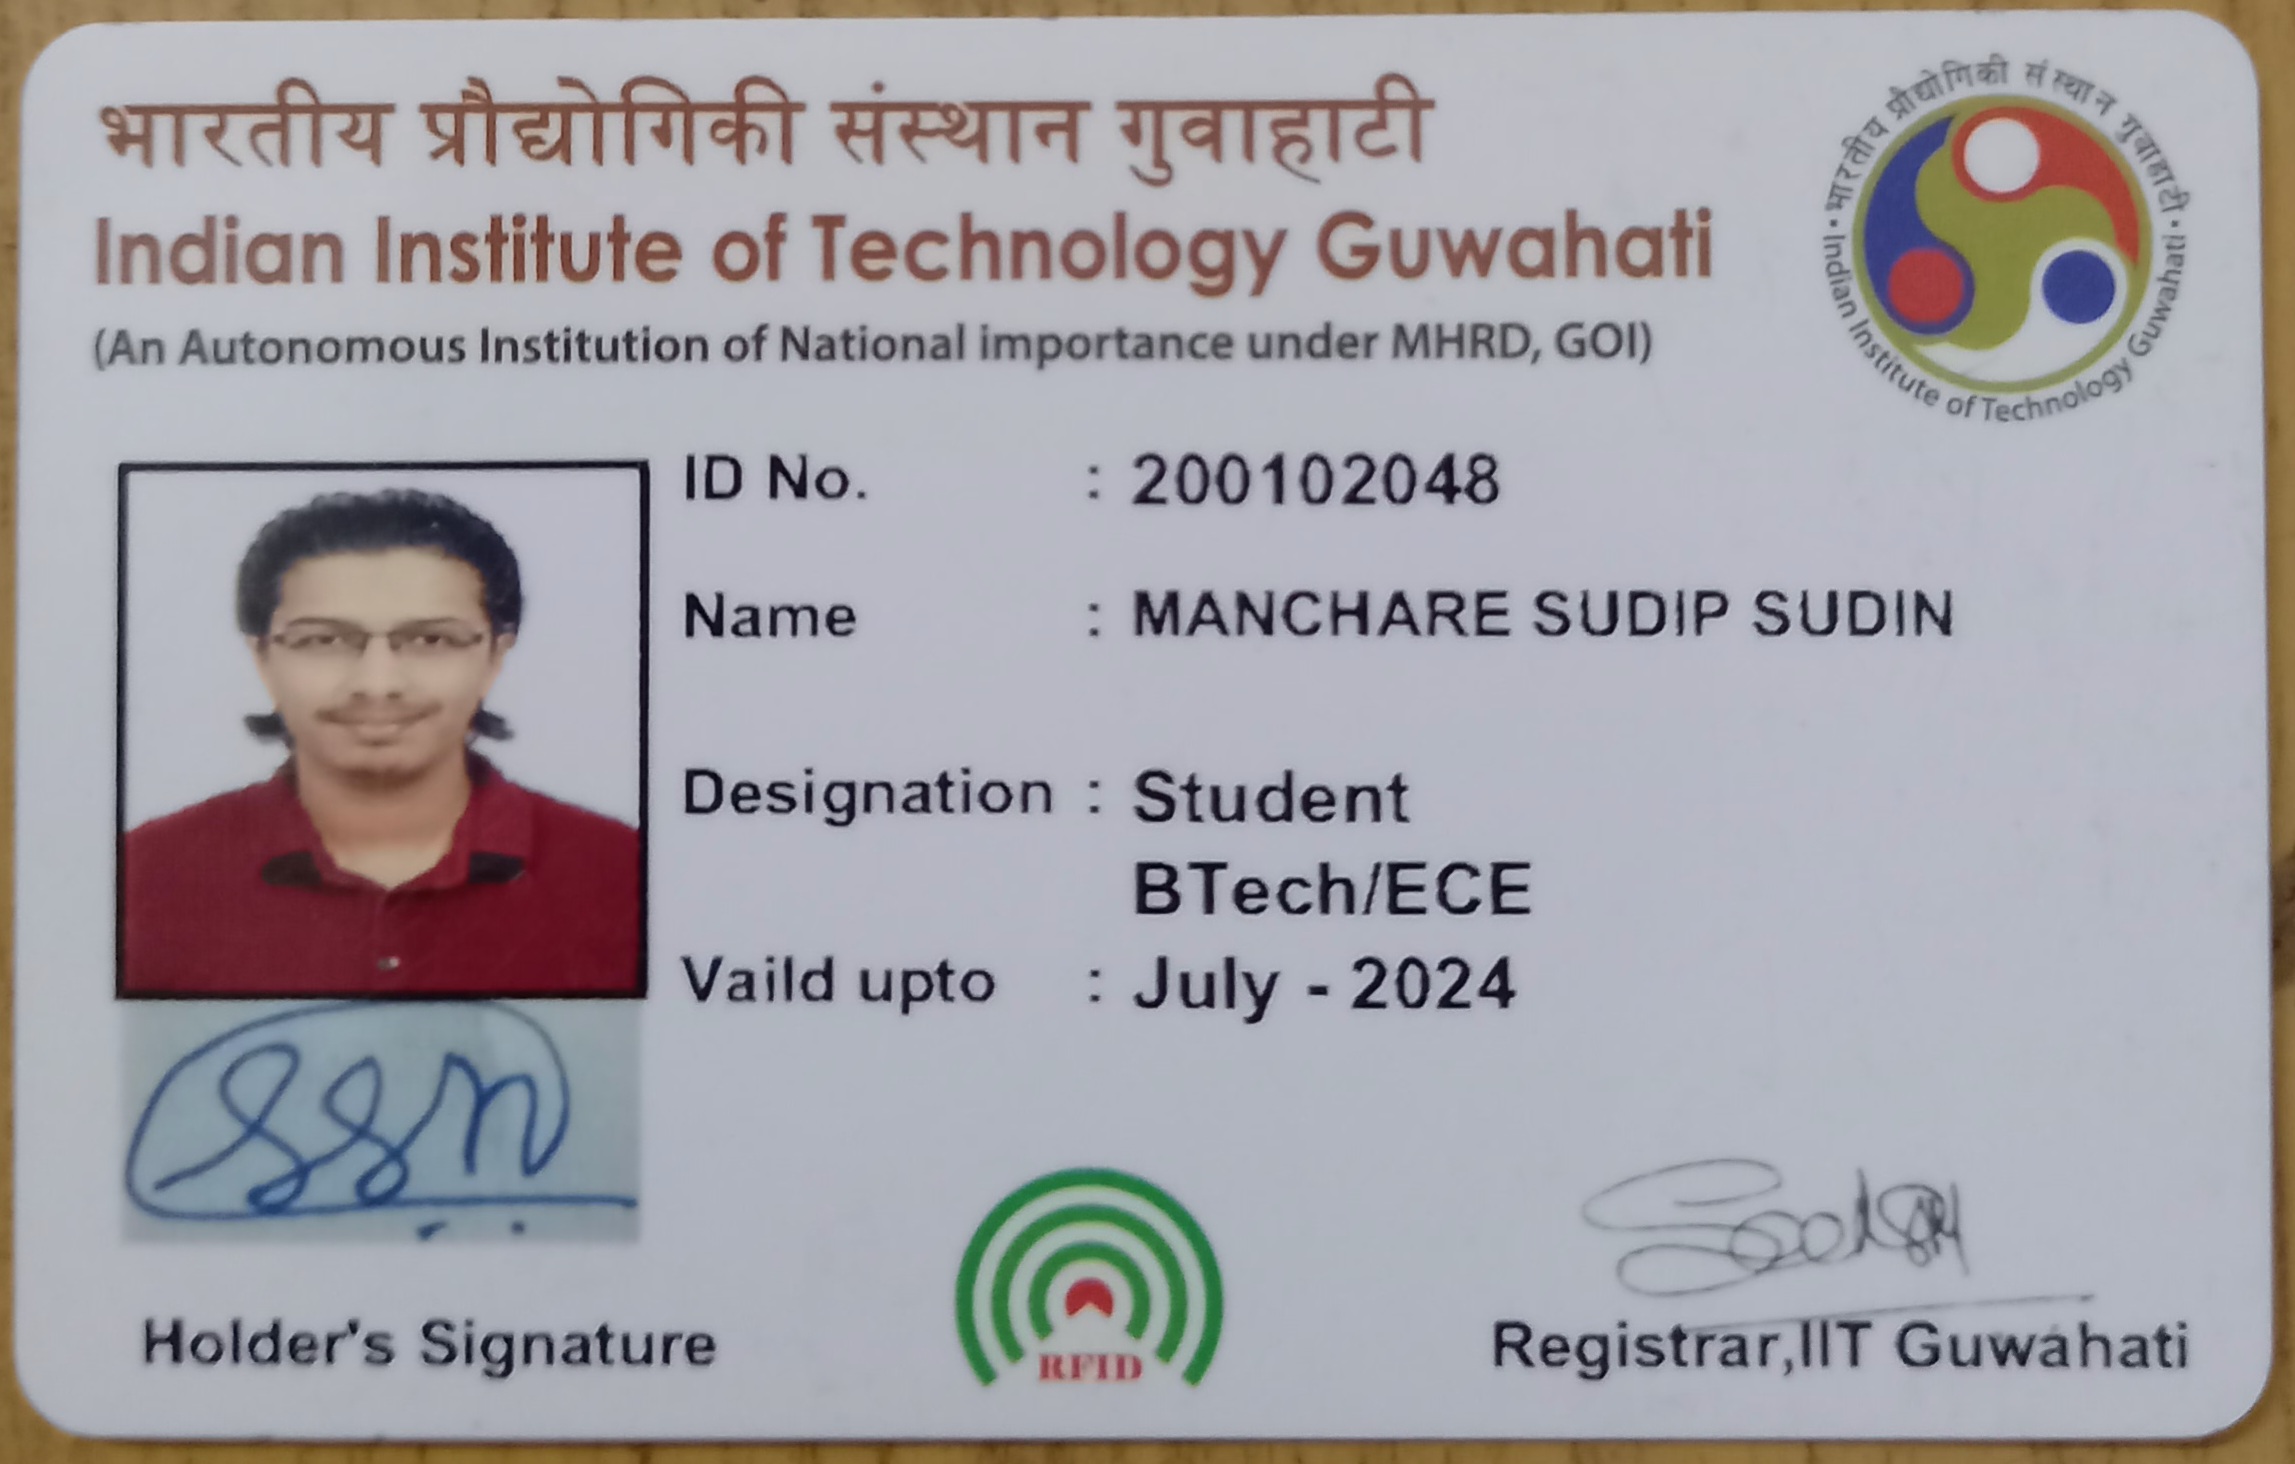 भारतीय प्रौद्योगिकी संस्थान गुवाहाटी
Indian Institute of Technology Guwahati
(An Autonomous Institution of National importance under MHRD, GOI)
भारतीय प्रौद्योगिकी संस्थान गुवाहाटी
Indian Institute of Technology Guwahati
ID No. : 200102048
Name : MANCHARE SUDIP SUDIN
Designation : Student
BTech/ECE
Vaild upto : July - 2024
RFID
Holder's Signature
Registrar,IIT Guwahati